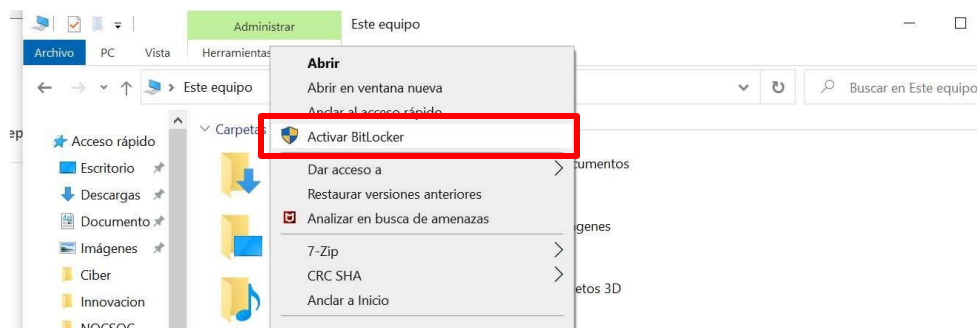 Administrar
Este equipo
Archivo
PC
Vista
Herramientas
Este equipo
Buscar en Este equipo
Acceso rápido
Escritorio
Descargas
Documento
Imágenes
Ciber
Innovacion
NOCSOC
Carpetas
Abrir
Abrir en ventana nueva
Anclar al acceso rápido
Activar BitLocker
Dar acceso a
Restaurar versiones anteriores
Analizar en busca de amenazas
7-Zip
CRC SHA
Anclar a Inicio
cumentos
genes
etos 3D